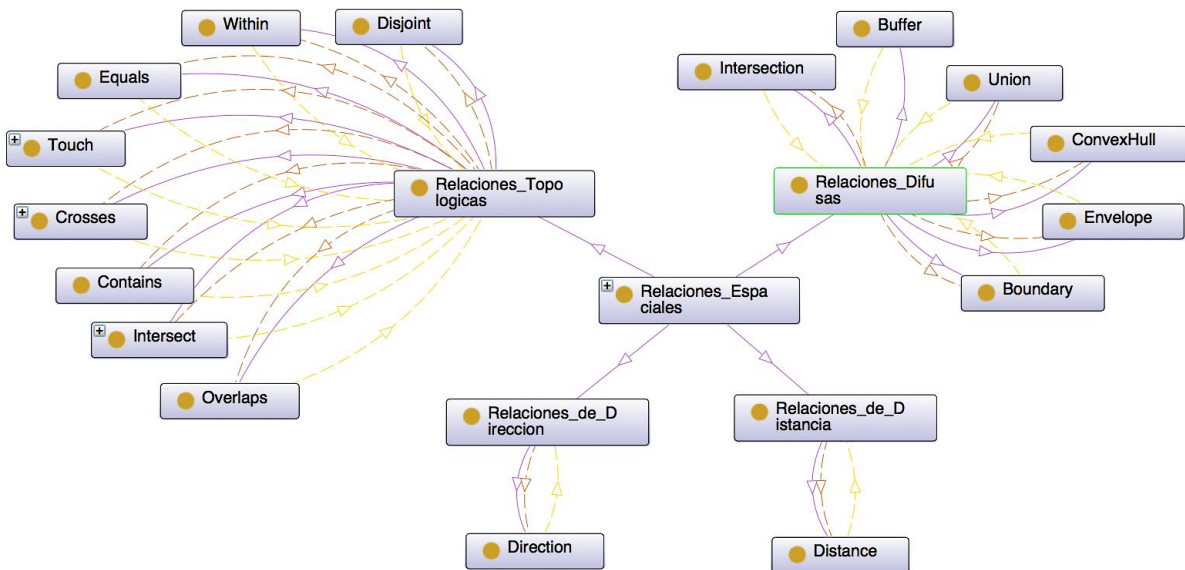 Within
Disjoint
Buffer
Equals
Intersection
Union
Touch
ConvexHull
Relaciones_Topo
logicas
Relaciones_Difu
sas
Crosses
Envelope
Contains
Relaciones_Espa
ciales
Boundary
Intersect
Overlaps
Relaciones_de_D
ireccion
Relaciones_de_D
istancia
Direction
Distance